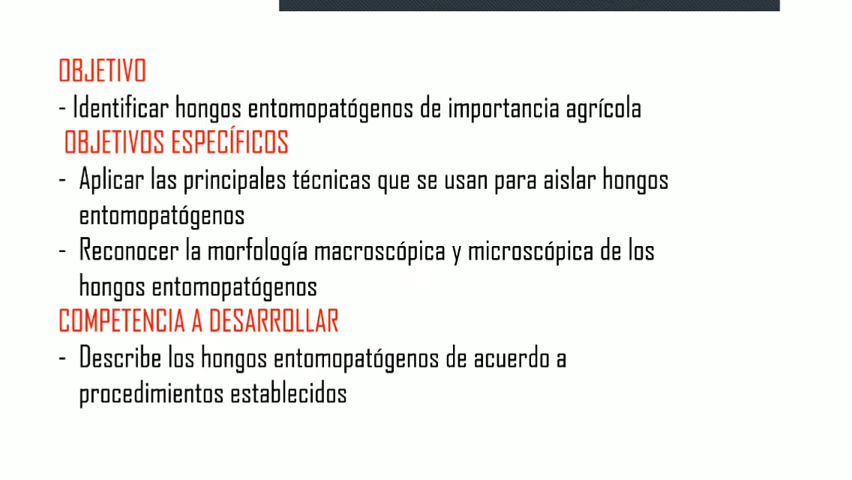 OBJETIVO
- Identificar hongos entomopatógenos de importancia agrícola
OBJETIVOS ESPECÍFICOS
- Aplicar las principales técnicas que se usan para aislar hongos
entomopatógenos
- Reconocer la morfología macroscópica y microscópica de los
hongos entomopatógenos
COMPETENCIA A DESARROLLAR
- Describe los hongos entomopatógenos de acuerdo a
procedimientos establecidos